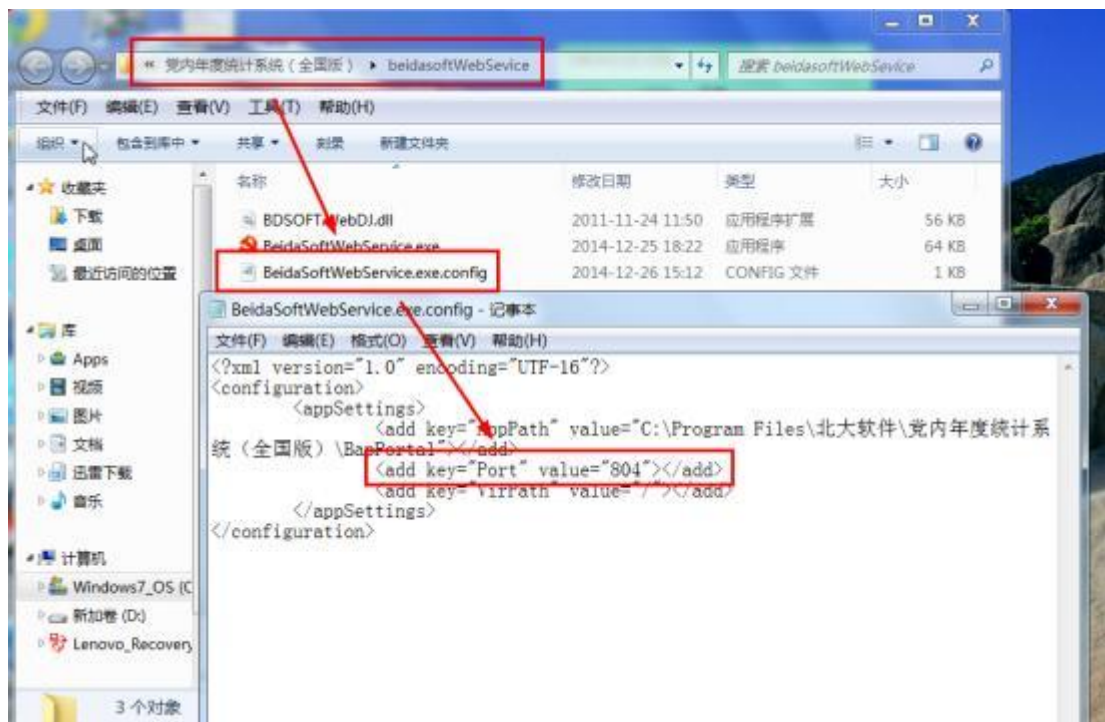 « 党内年度统计系统（全国版） ▸ beidasoftWebSevice
搜索 beidasoftWebSevice
文件(F) 编辑(E) 查看(V) 工具(T) 帮助(H)
组织 包含到库中 共享 刻录 新建文件夹
收藏夹
下载
桌面
最近访问的位置
库
Apps
视频
图片
文档
迅雷下载
音乐
计算机
Windows7_OS (C
新加卷 (D:)
Lenovo_Recovery
3 个对象
名称 修改日期 类型 大小
BDSOFT.WebDJ.dll 2011-11-24 11:50 应用程序扩展 56 KB
BeidaSoftWebService.exe 2014-12-25 18:22 应用程序 64 KB
BeidaSoftWebService.exe.config 2014-12-26 15:12 CONFIG 文件 1 KB
BeidaSoftWebService.exe.config - 记事本
文件(F) 编辑(E) 格式(O) 查看(V) 帮助(H)
<?xml version="1.0" encoding="UTF-16"?>
<configuration>
<appSettings>
<add key="AppPath" value="C:\Program Files\北大软件\党内年度统计系
统（全国版）\BapPortal"></add>
<add key="Port" value="804"></add>
<add key="VirPath" value="/"></add>
</appSettings>
</configuration>